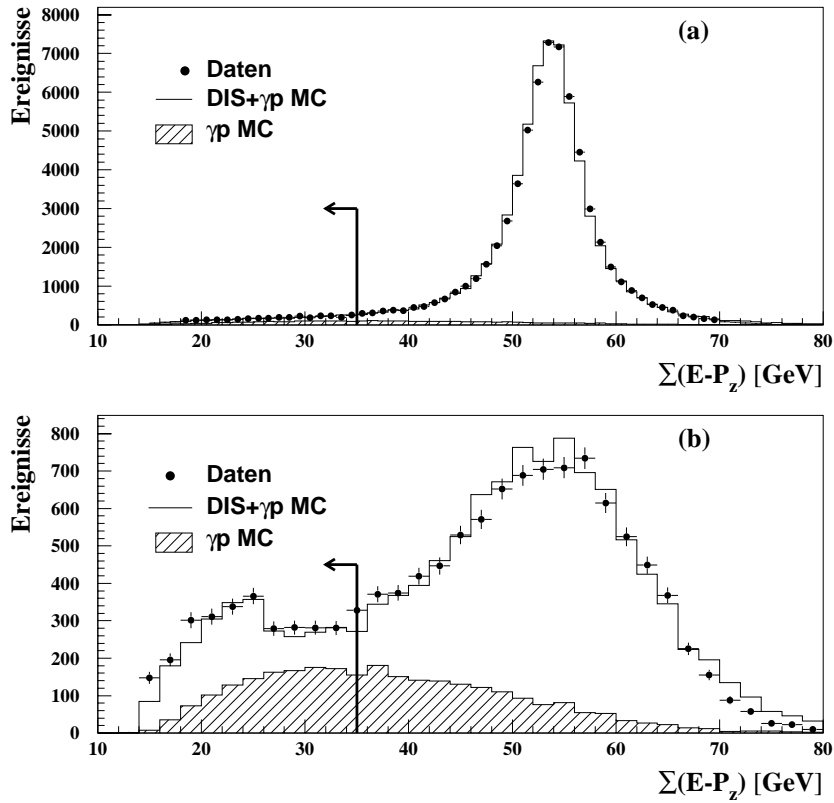 (a)
Ereignisse
Daten
DIS+γp MC
γp MC
8000
7000
6000
5000
4000
3000
2000
1000
0
10 20 30 40 50 60 70 80
Σ(E-Pz) [GeV]
(b)
Ereignisse
Daten
DIS+γp MC
γp MC
800
700
600
500
400
300
200
100
0
10 20 30 40 50 60 70 80
Σ(E-Pz) [GeV]